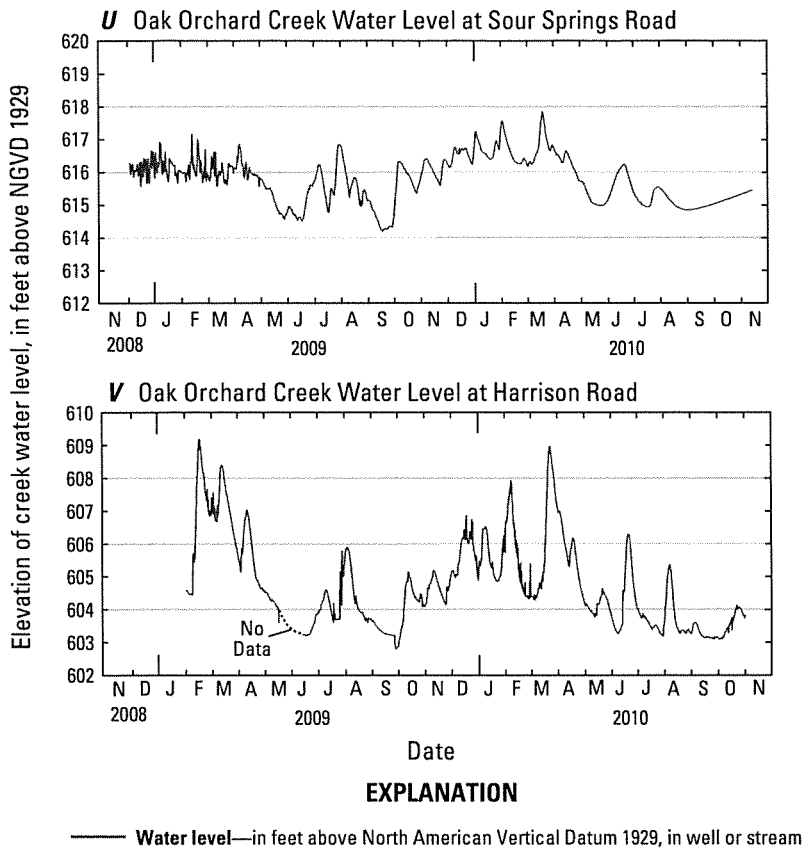 U Oak Orchard Creek Water Level at Sour Springs Road
620
619
618
617
616
615
614
613
612
N D J F M A M J J A S O N D J F M A M J J A S O N
2008 2009 2010
V Oak Orchard Creek Water Level at Harrison Road
610
609
608
607
606
605
604
603
602
No
Data
N D J F M A M J J A S O N D J F M A M J J A S O N
2008 2009 2010
Elevation of creek water level, in feet above NGVD 1929
Date
EXPLANATION
Water level—in feet above North American Vertical Datum 1929, in well or stream